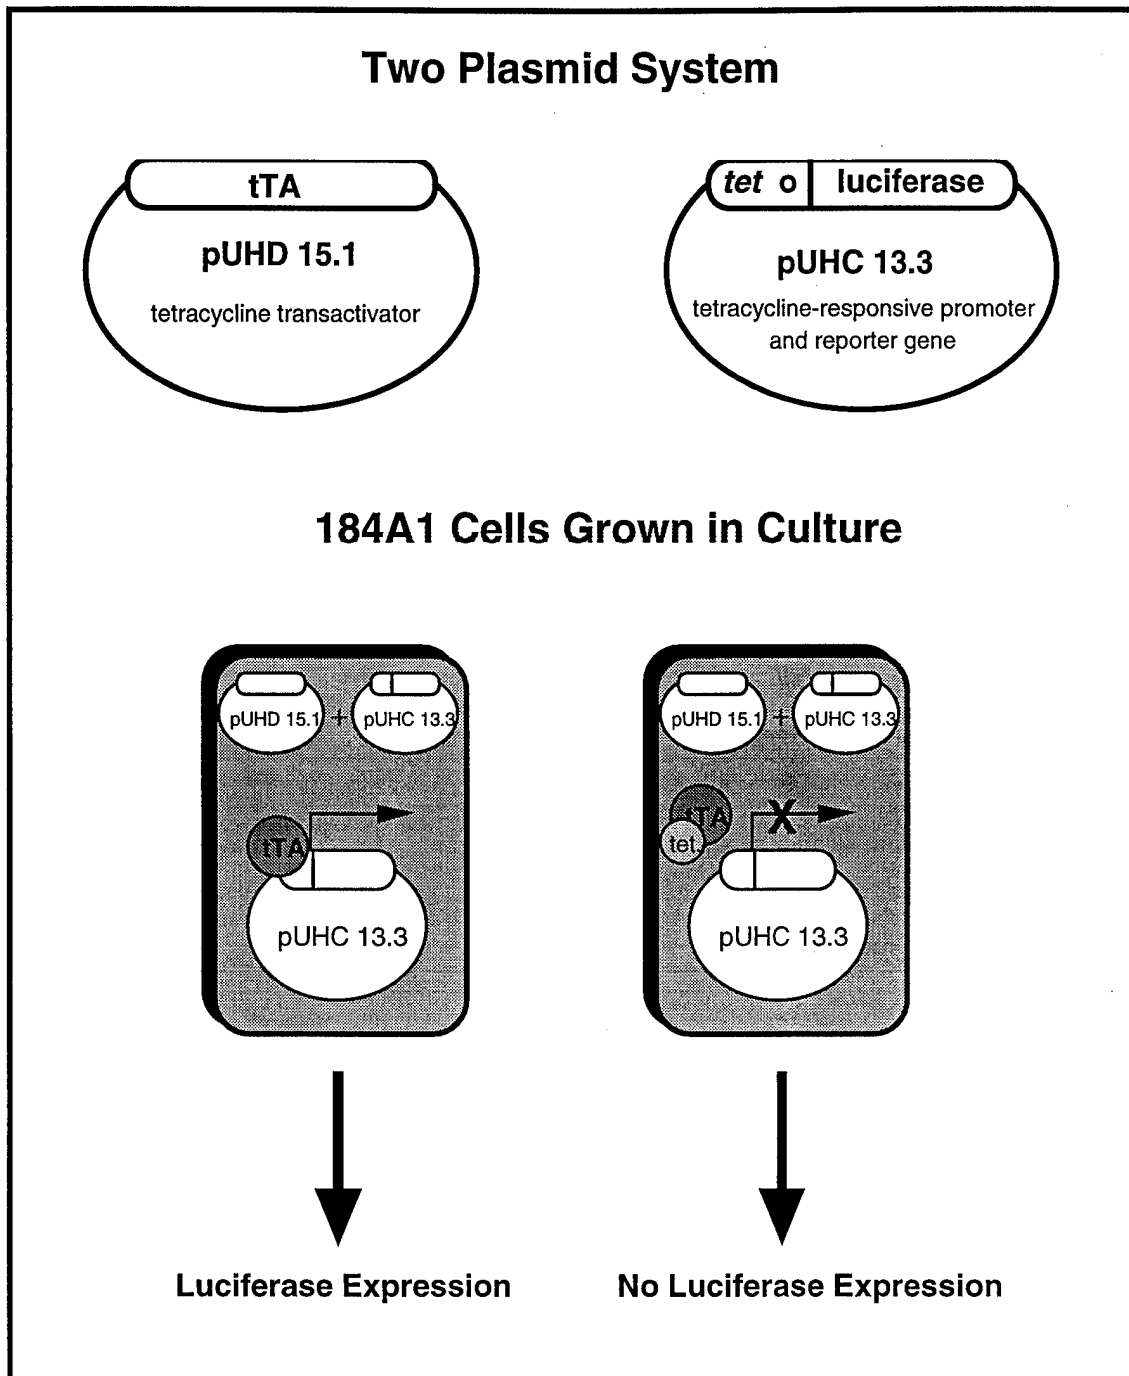 Two Plasmid System
tTA
tet o luciferase
pUHD 15.1
pUHC 13.3
tetracycline transactivator
tetracycline-responsive promoter
and reporter gene
184A1 Cells Grown in Culture
pUHD 15.1 + pUHC 13.3
tTA
pUHC 13.3
pUHD 15.1 + pUHC 13.3
tTA
X
tet.
pUHC 13.3
Luciferase Expression
No Luciferase Expression